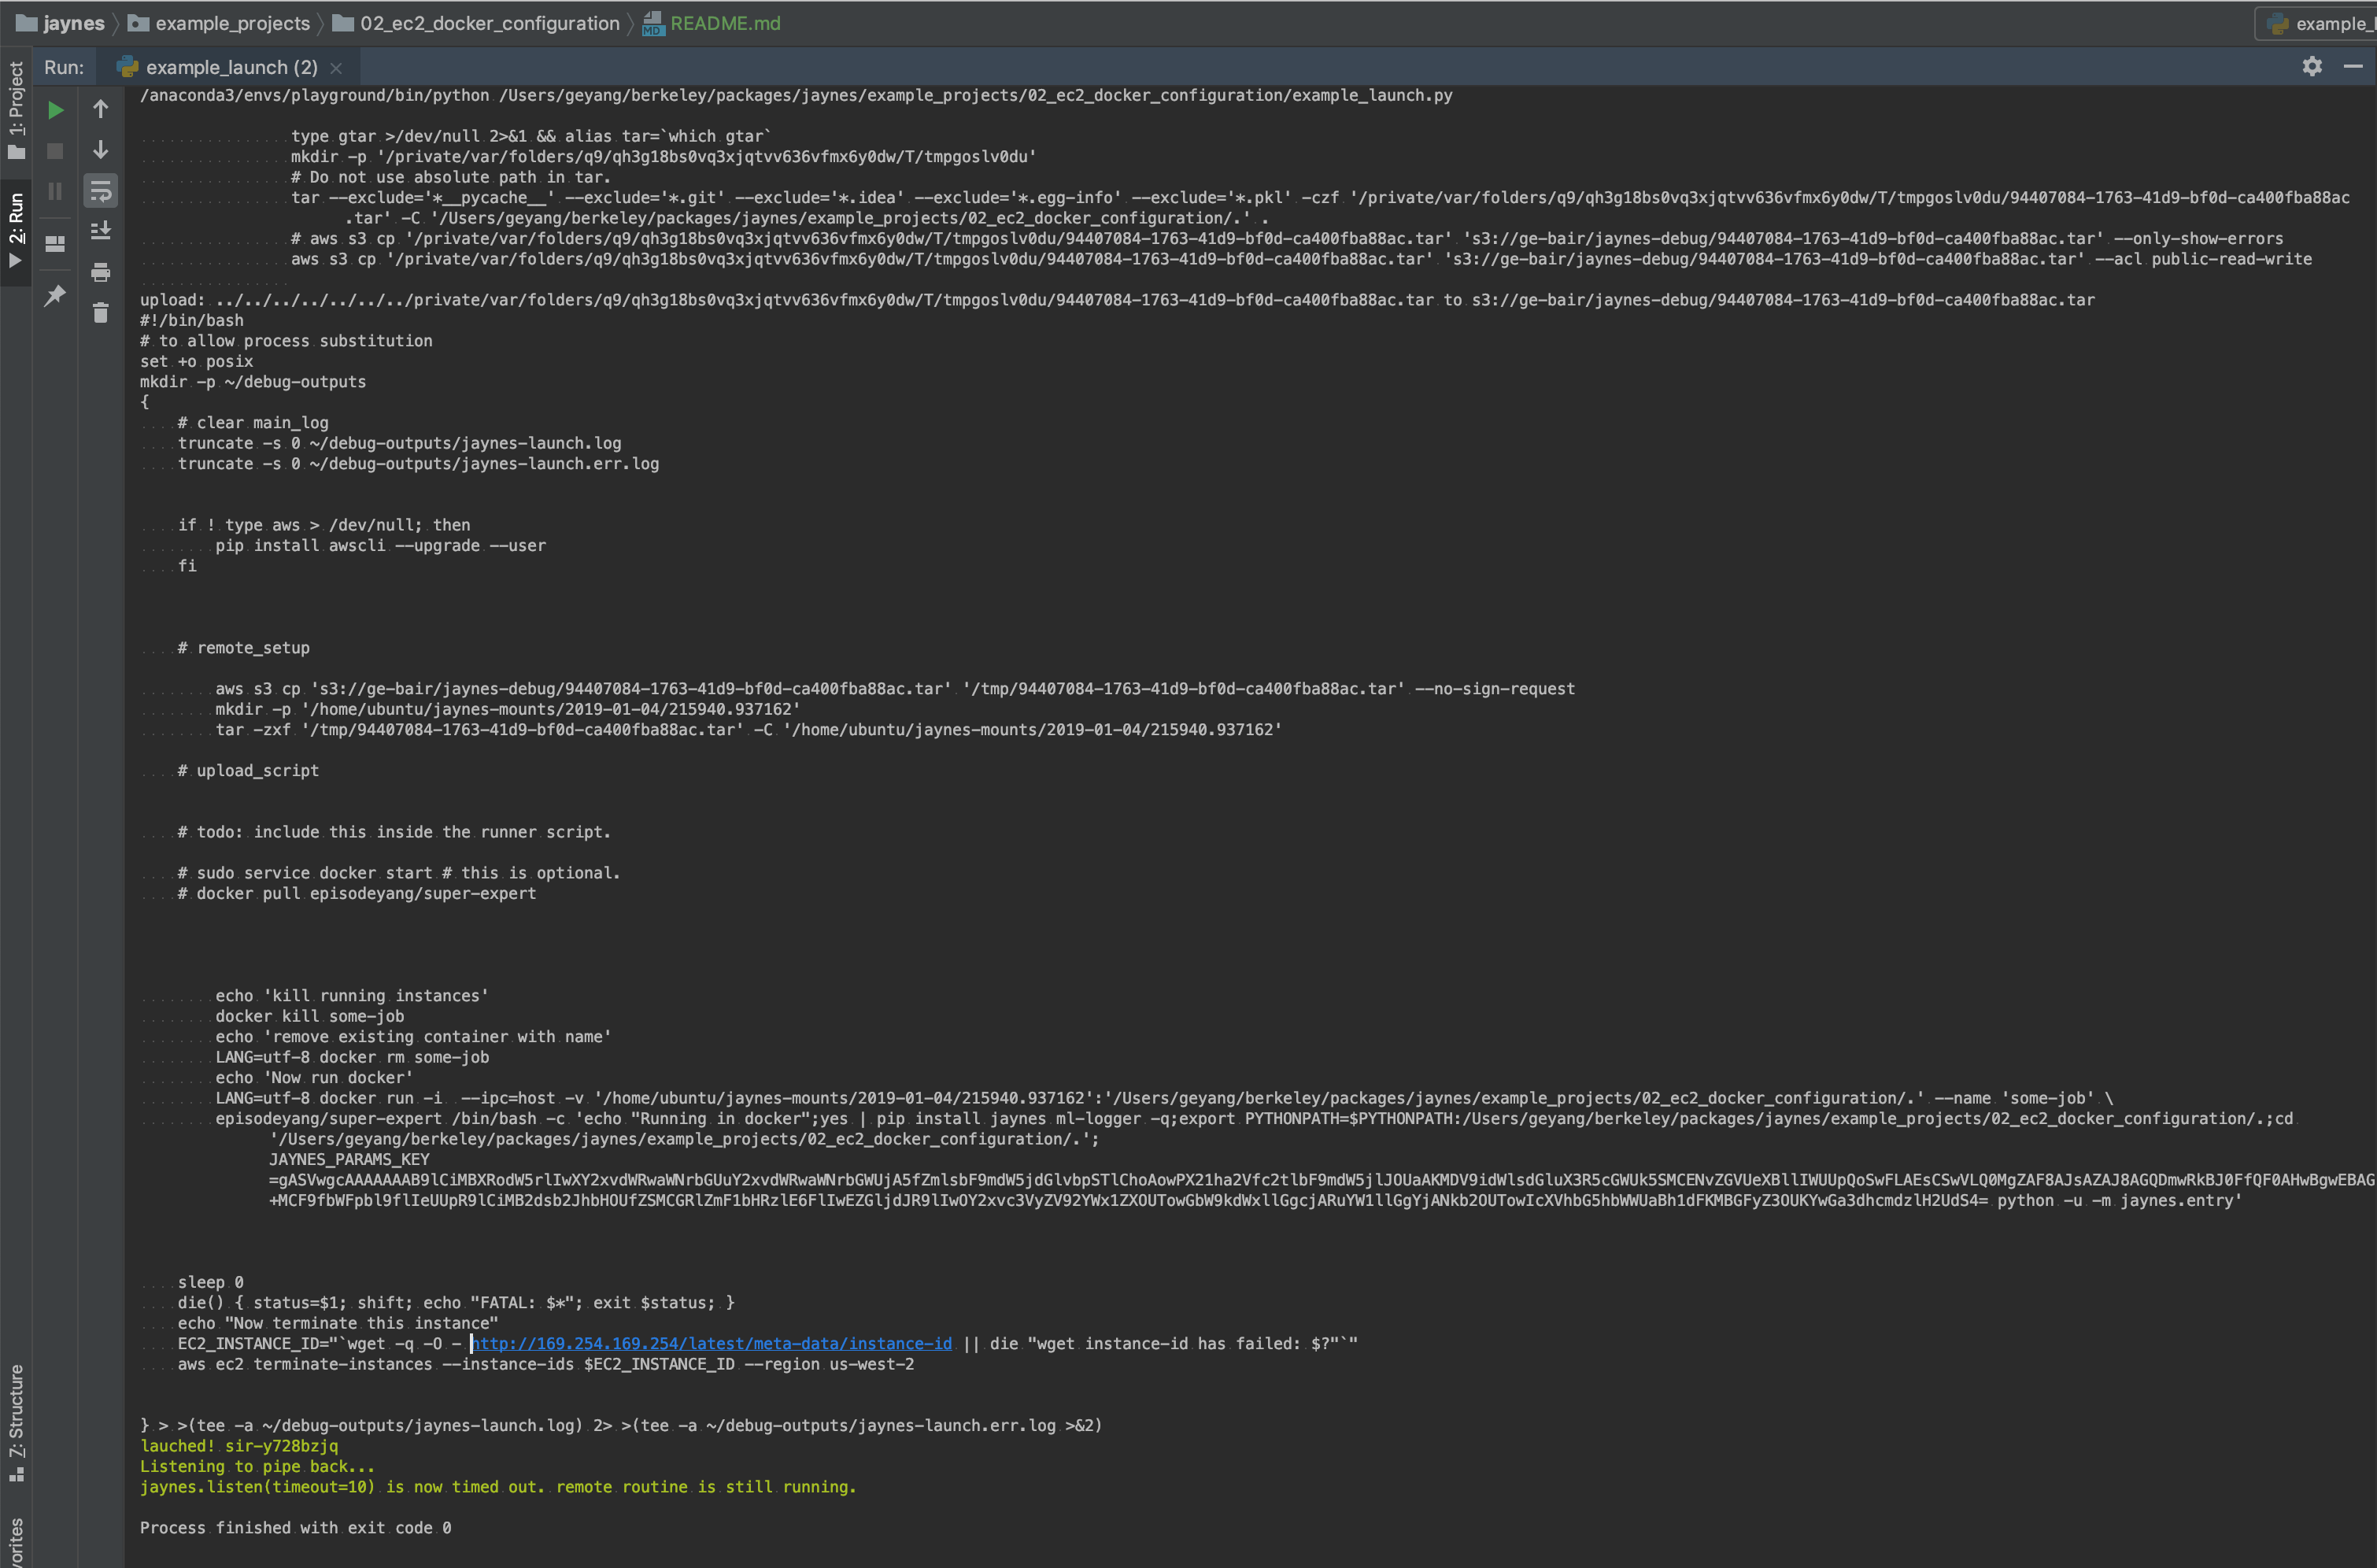 jaynes example_projects 02_ec2_docker_configuration README.md
example_
Run: example_launch (2)
1: Project
2: Run
7: Structure
/anaconda3/envs/playground/bin/python /Users/geyang/berkeley/packages/jaynes/example_projects/02_ec2_docker_configuration/example_launch.py
type gtar >/dev/null 2>&1 && alias tar=`which gtar`
mkdir -p '/private/var/folders/q9/qh3g18bs0vq3xjqtvv636vfmx6y0dw/T/tmpgoslv0du'
# Do not use absolute path in tar.
tar --exclude='*__pycache__' --exclude='*.git' --exclude='*.idea' --exclude='*.egg-info' --exclude='*.pkl' -czf '/private/var/folders/q9/qh3g18bs0vq3xjqtvv636vfmx6y0dw/T/tmpgoslv0du/94407084-1763-41d9-bf0d-ca400fba88ac
.tar' -C '/Users/geyang/berkeley/packages/jaynes/example_projects/02_ec2_docker_configuration/.' .
# aws s3 cp '/private/var/folders/q9/qh3g18bs0vq3xjqtvv636vfmx6y0dw/T/tmpgoslv0du/94407084-1763-41d9-bf0d-ca400fba88ac.tar' 's3://ge-bair/jaynes-debug/94407084-1763-41d9-bf0d-ca400fba88ac.tar' --only-show-errors
aws s3 cp '/private/var/folders/q9/qh3g18bs0vq3xjqtvv636vfmx6y0dw/T/tmpgoslv0du/94407084-1763-41d9-bf0d-ca400fba88ac.tar' 's3://ge-bair/jaynes-debug/94407084-1763-41d9-bf0d-ca400fba88ac.tar' --acl public-read-write
upload: ../../../../../../../private/var/folders/q9/qh3g18bs0vq3xjqtvv636vfmx6y0dw/T/tmpgoslv0du/94407084-1763-41d9-bf0d-ca400fba88ac.tar to s3://ge-bair/jaynes-debug/94407084-1763-41d9-bf0d-ca400fba88ac.tar
#!/bin/bash
# to allow process substitution
set +o posix
mkdir -p ~/debug-outputs
{
# clear main_log
truncate -s 0 ~/debug-outputs/jaynes-launch.log
truncate -s 0 ~/debug-outputs/jaynes-launch.err.log
if ! type aws > /dev/null; then
pip install awscli --upgrade --user
fi
# remote_setup
aws s3 cp 's3://ge-bair/jaynes-debug/94407084-1763-41d9-bf0d-ca400fba88ac.tar' '/tmp/94407084-1763-41d9-bf0d-ca400fba88ac.tar' --no-sign-request
mkdir -p '/home/ubuntu/jaynes-mounts/2019-01-04/215940.937162'
tar -zxf '/tmp/94407084-1763-41d9-bf0d-ca400fba88ac.tar' -C '/home/ubuntu/jaynes-mounts/2019-01-04/215940.937162'
# upload_script
# todo: include this inside the runner script.
# sudo service docker start # this is optional.
# docker pull episodeyang/super-expert
echo 'kill running instances'
docker kill some-job
echo 'remove existing container with name'
LANG=utf-8 docker rm some-job
echo 'Now run docker'
LANG=utf-8 docker run -i  --ipc=host -v '/home/ubuntu/jaynes-mounts/2019-01-04/215940.937162':'/Users/geyang/berkeley/packages/jaynes/example_projects/02_ec2_docker_configuration/.' --name 'some-job' \
episodeyang/super-expert /bin/bash -c 'echo "Running in docker";yes | pip install jaynes ml-logger -q;export PYTHONPATH=$PYTHONPATH:/Users/geyang/berkeley/packages/jaynes/example_projects/02_ec2_docker_configuration/.;cd
'/Users/geyang/berkeley/packages/jaynes/example_projects/02_ec2_docker_configuration/.';
JAYNES_PARAMS_KEY
python -u -m jaynes.entry'
sleep 0
die() { status=$1; shift; echo "FATAL: $*"; exit $status; }
echo "Now terminate this instance"
EC2_INSTANCE_ID="`wget -q -O - http://169.254.169.254/latest/meta-data/instance-id || die "wget instance-id has failed: $?"`"
aws ec2 terminate-instances --instance-ids $EC2_INSTANCE_ID --region us-west-2
} > >(tee -a ~/debug-outputs/jaynes-launch.log) 2> >(tee -a ~/debug-outputs/jaynes-launch.err.log >&2)
lauched! sir-y728bzjq
Listening to pipe back...
jaynes.listen(timeout=10) is now timed out. remote routine is still running.
Process finished with exit code 0